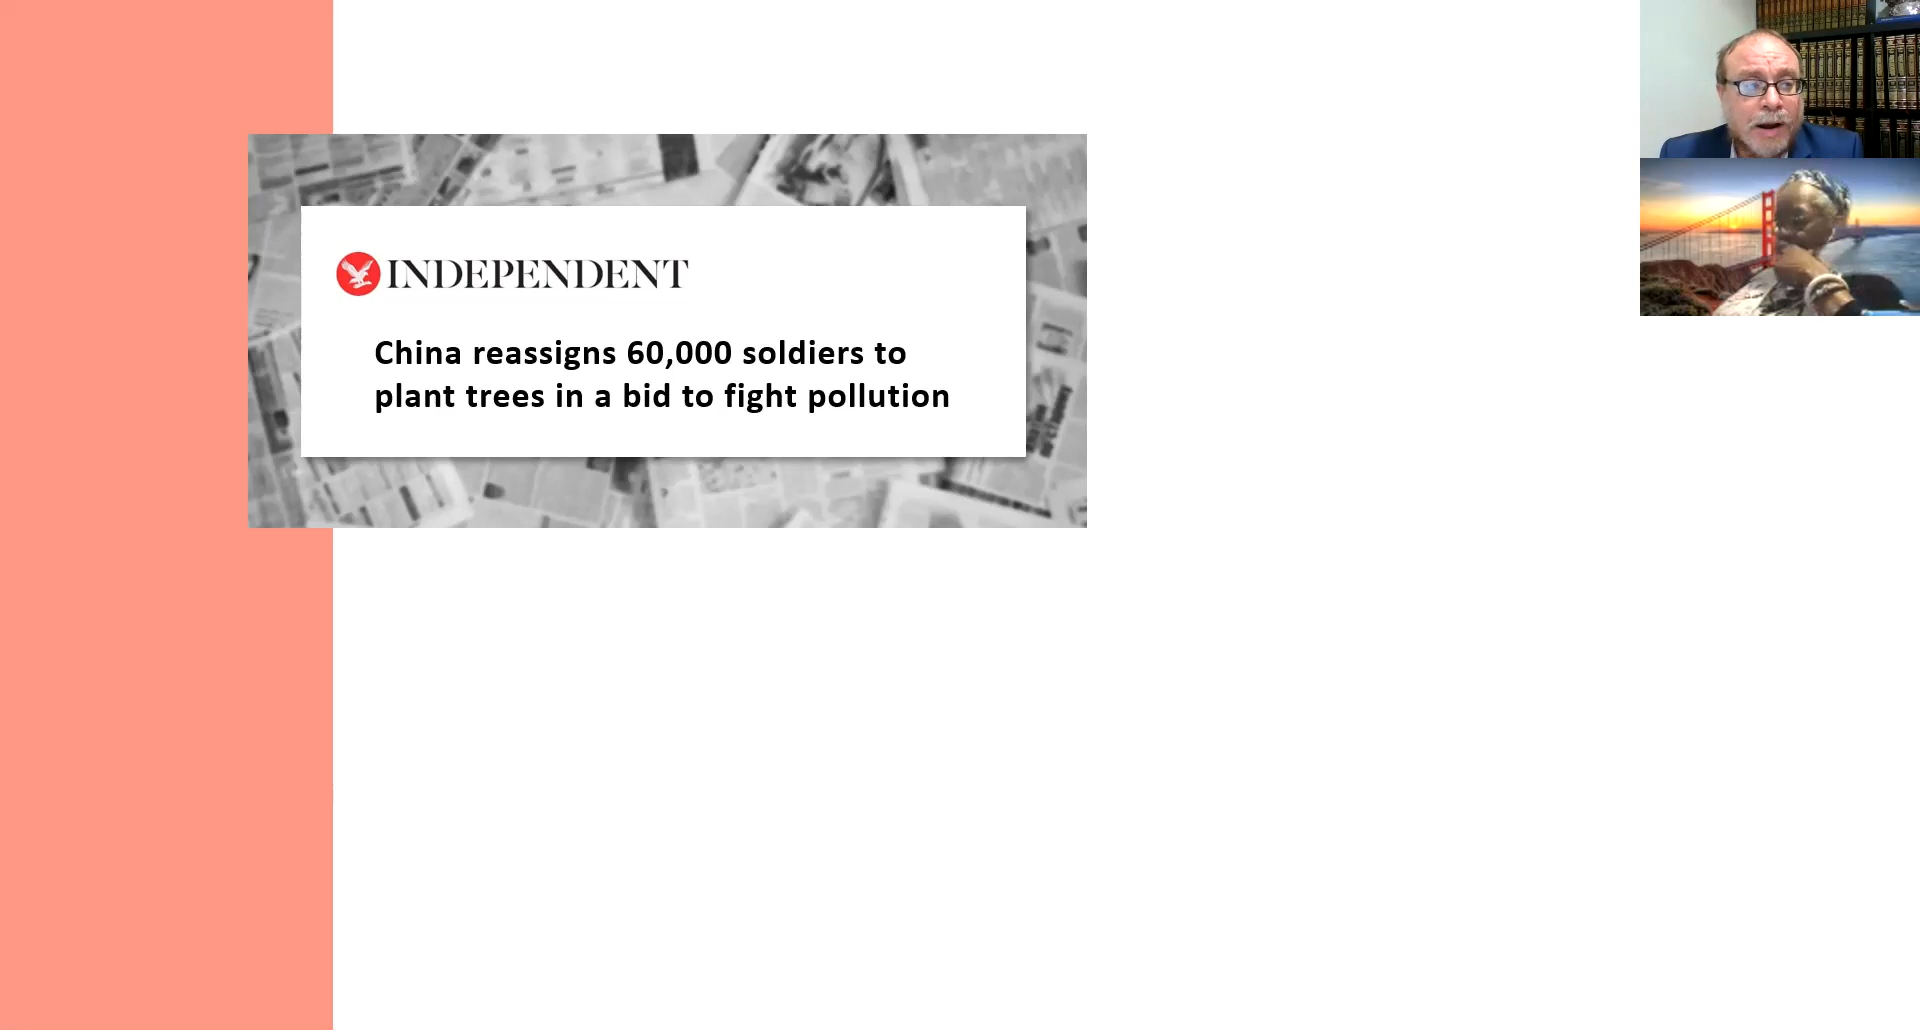 INDEPENDENT
China reassigns 60,000 soldiers to
plant trees in a bid to fight pollution